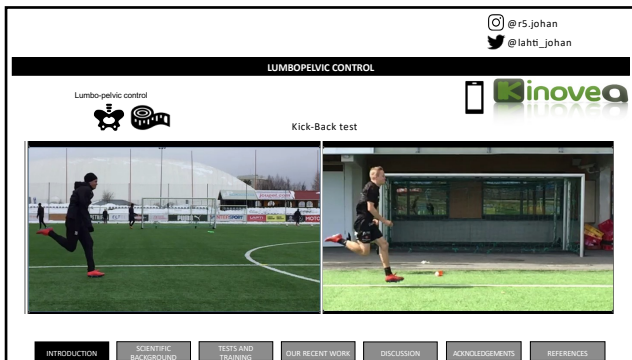 @r5.johan
@lahti_johan
LUMBOPELVIC CONTROL
Lumbo-pelvic control
Kinovea
Kick-Back test
PUMA
INTRODUCTION
SCIENTIFIC
BACKGROUND
TESTS AND
TRAINING
OUR RECENT WORK
DISCUSSION
ACKNOLEDGEMENTS
REFERENCES